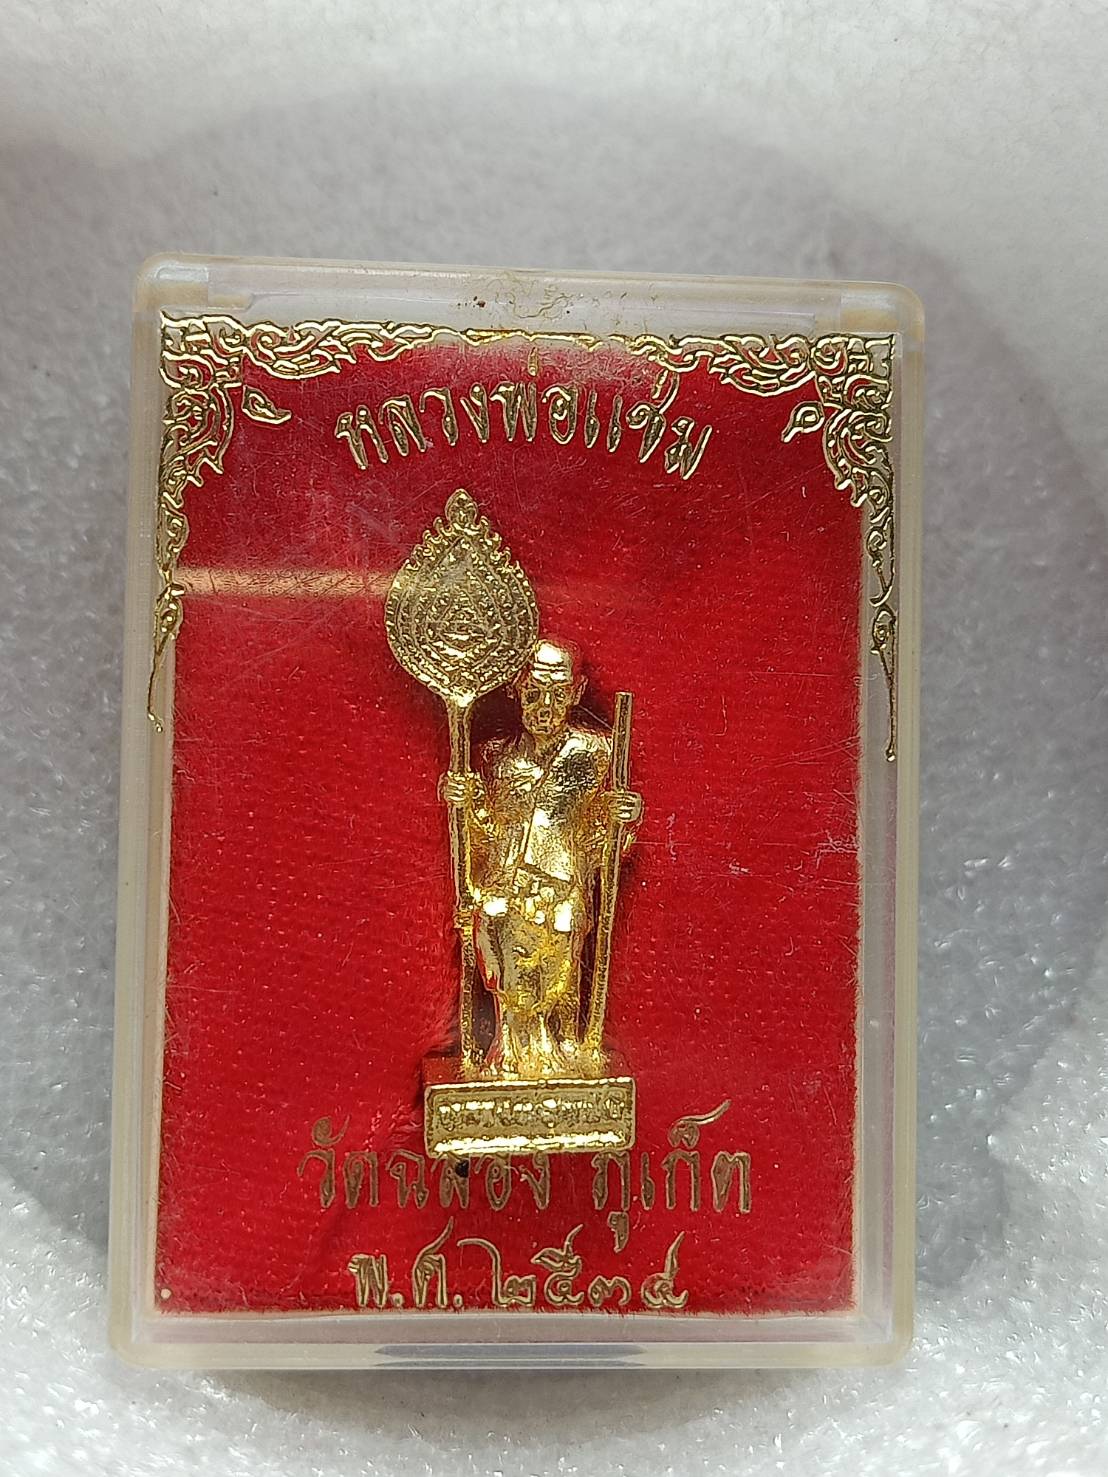 หลวงพ่อแช่ม
วัดฉลอง ภูเก็ต
พ.ศ. ๒๕๓๔